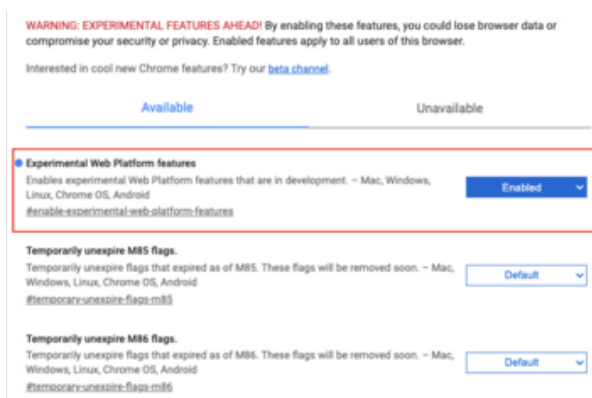 WARNING: EXPERIMENTAL FEATURES AHEAD! By enabling these features, you could lose browser data or
compromise your security or privacy. Enabled features apply to all users of this browser.
Interested in cool new Chrome features? Try our beta channel.
Available
Unavailable
Experimental Web Platform features
Enables experimental Web Platform features that are in development. – Mac, Windows,
Linux, Chrome OS, Android
#enable-experimental-web-platform-features
Enabled
Temporarily unexpire M85 flags.
Temporarily unexpire flags that expired as of M85. These flags will be removed soon. – Mac,
Windows, Linux, Chrome OS, Android
#temporary-unexpire-flags-m85
Default
Temporarily unexpire M86 flags.
Temporarily unexpire flags that expired as of M86. These flags will be removed soon. – Mac,
Windows, Linux, Chrome OS, Android
#temporary-unexpire-flags-m86
Default